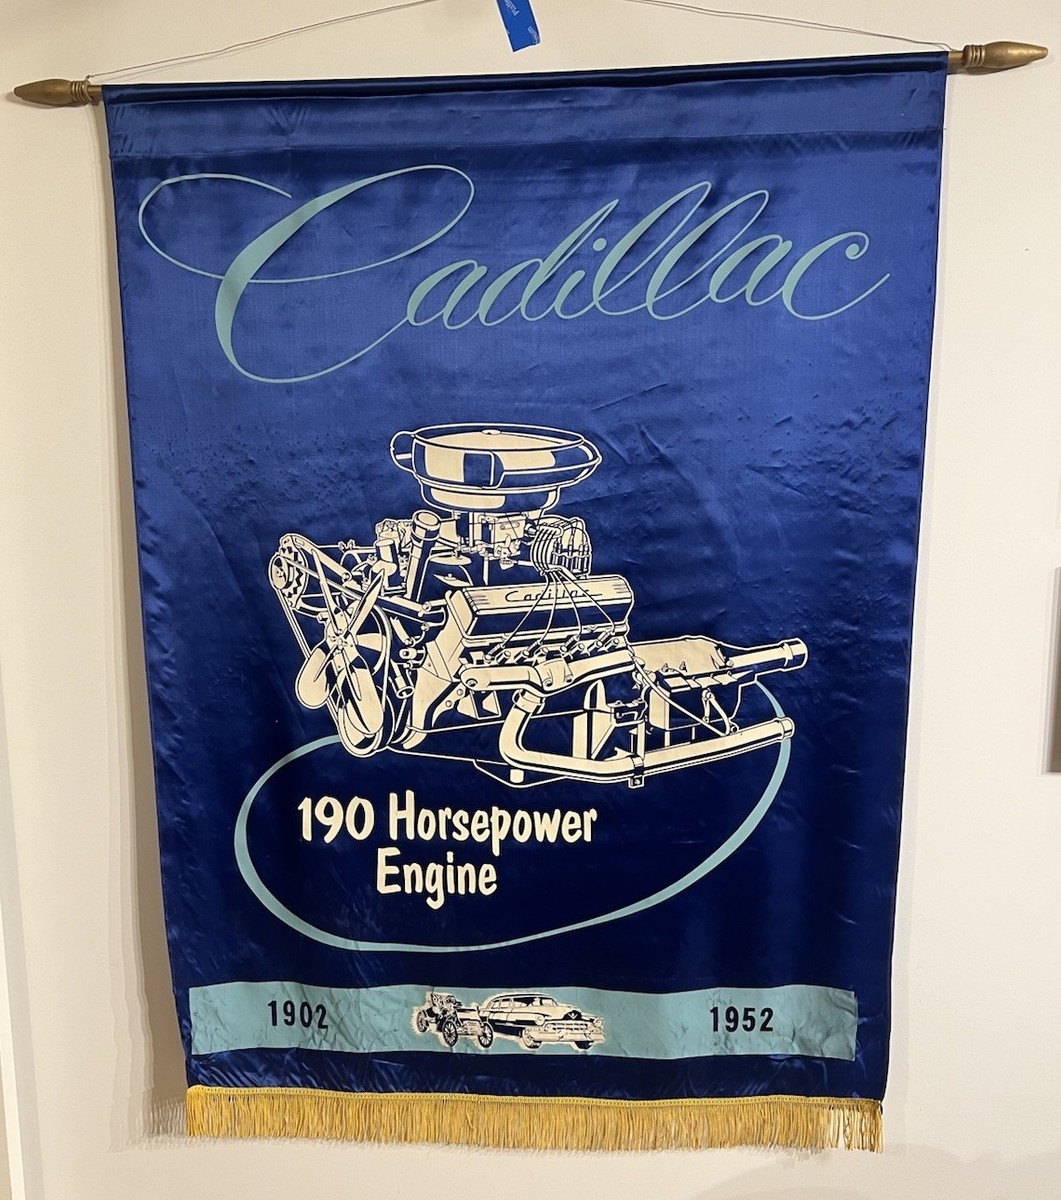 Cadillac
Cadillac
190 Horsepower
Engine
1902
1952